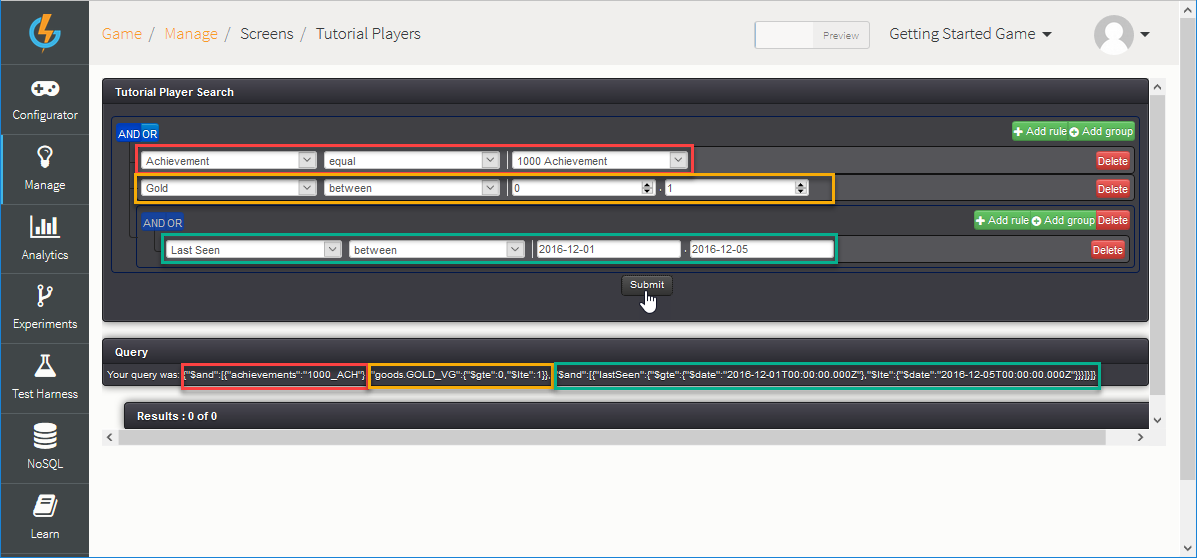 Game / Manage / Screens / Tutorial Players
Preview
Getting Started Game
Configurator
Manage
Analytics
Experiments
Test Harness
NoSQL
Learn
Tutorial Player Search
AND OR
Add rule Add group
Achievement equal 1000 Achievement Delete
Gold between 0 , 1 Delete
AND OR
Add rule Add group Delete
Last Seen between 2016-12-01 , 2016-12-05 Delete
Submit
Query
Your query was: {"$and":[{"achievements":"1000_ACH"} "goods.GOLD_VG":{"$gte":0,"$lte":1}}, "$and":[{"lastSeen":{"$gte":{"$date":"2016-12-01T00:00:00.000Z"},"$lte":{"$date":"2016-12-05T00:00:00.000Z"}}}]}]}
Results : 0 of 0